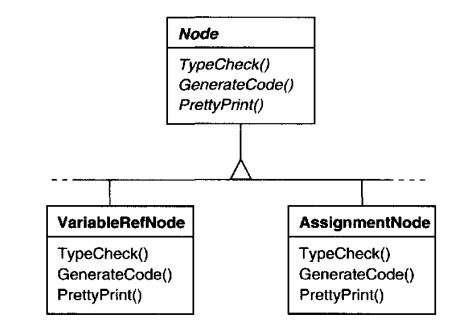 Node
TypeCheck()
GenerateCode()
PrettyPrint()
VariableRefNode
TypeCheck()
GenerateCode()
PrettyPrint()
AssignmentNode
TypeCheck()
GenerateCode()
PrettyPrint()